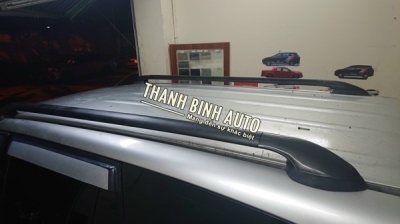 THANH BINH AUTO
Mang đến sự khác biệt